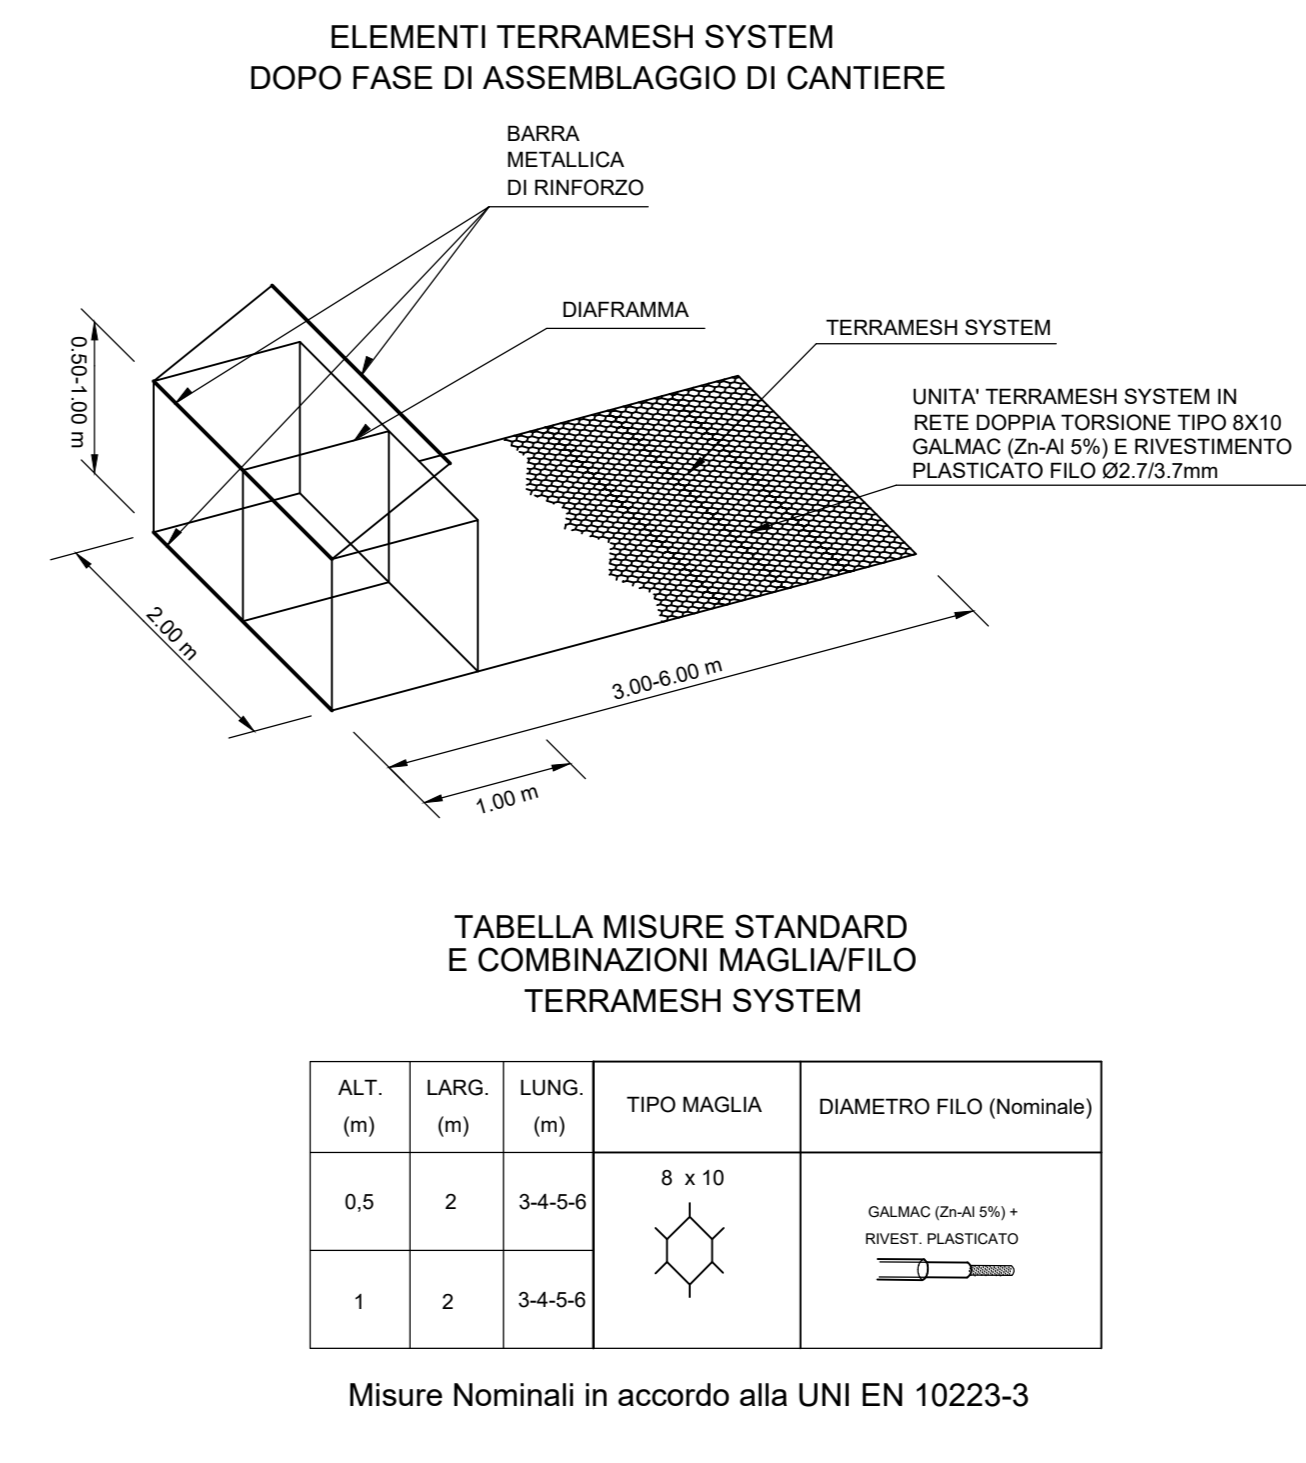 ELEMENTI TERRAMESH SYSTEM
DOPO FASE DI ASSEMBLAGGIO DI CANTIERE
BARRA
METALLICA
DI RINFORZO
DIAFRAMMA
TERRAMESH SYSTEM
UNITA' TERRAMESH SYSTEM IN
RETE DOPPIA TORSIONE TIPO 8X10
GALMAC (Zn-Al 5%) E RIVESTIMENTO
PLASTICATO FILO Ø2.7/3.7mm
0.50-1.00 m
2.00 m
3.00-6.00 m
1.00 m
TABELLA MISURE STANDARD
E COMBINAZIONI MAGLIA/FILO
TERRAMESH SYSTEM
ALT. (m) LARG. (m) LUNG. (m) TIPO MAGLIA DIAMETRO FILO (Nominale)
0,5 2 3-4-5-6
8 x 10
GALMAC (Zn-Al 5%) +
RIVEST. PLASTICATO
1 2 3-4-5-6
Misure Nominali in accordo alla UNI EN 10223-3